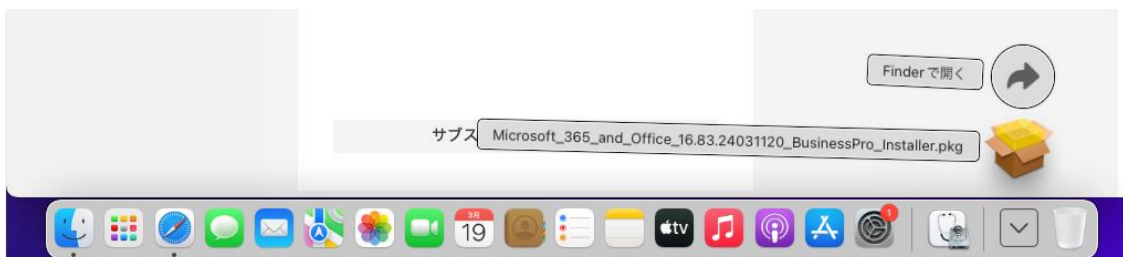 Finderで開く
サブス
Microsoft_365_and_Office_16.83.24031120_BusinessPro_Installer.pkg
3月
19
tv
1